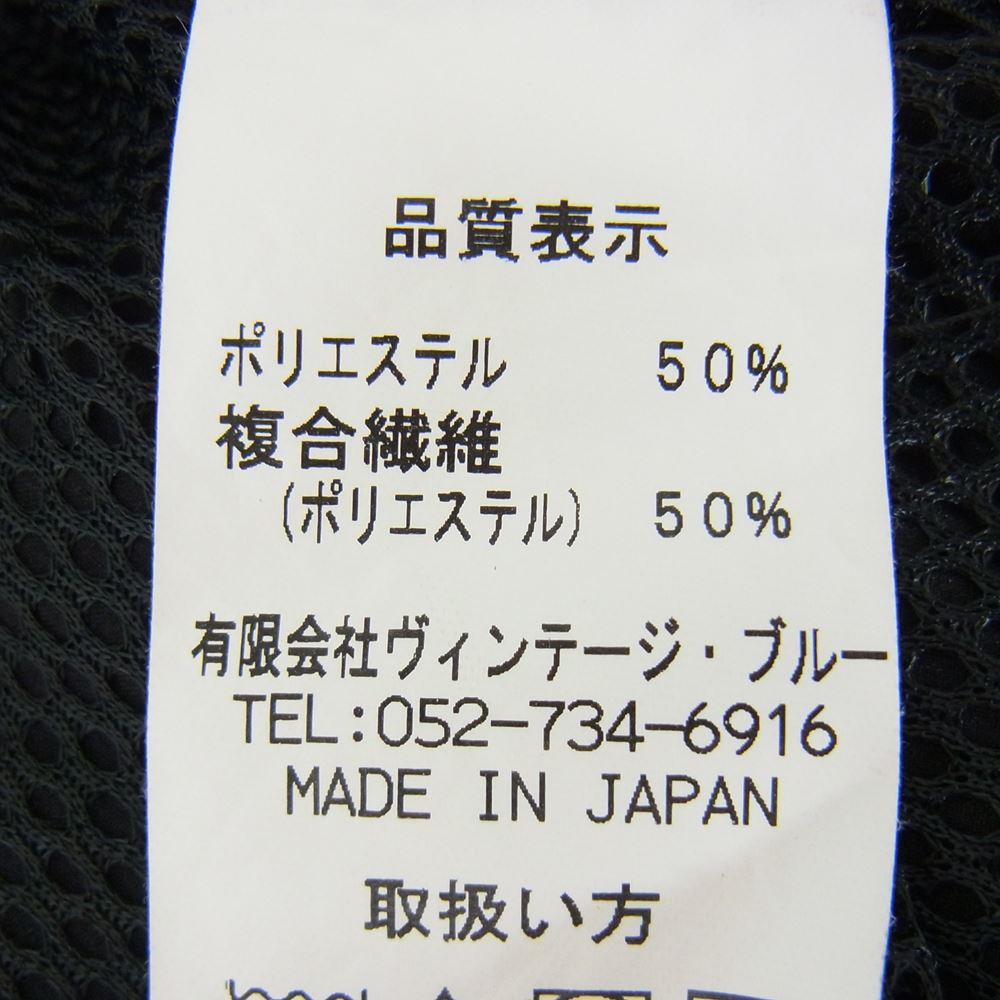 品質表示
ポリエステル 50%
複合繊維
(ポリエステル) 50%
有限会社ヴィンテージ・ブルー
TEL:052-734-6916
MADE IN JAPAN
取扱い方